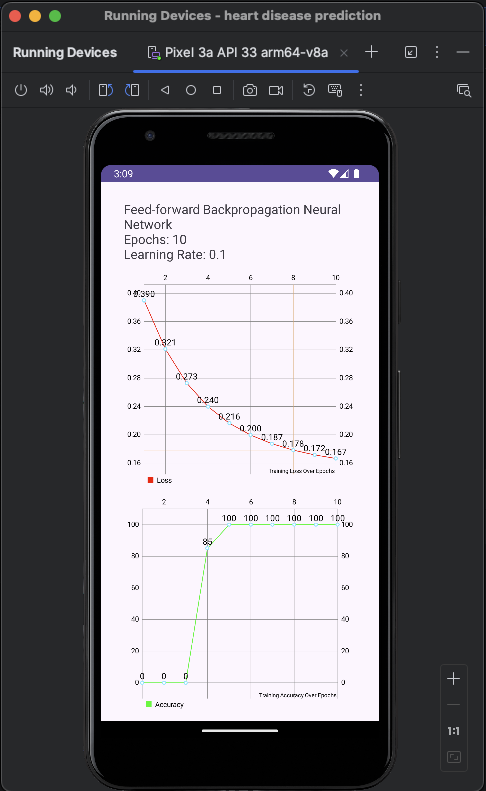 Running Devices - heart disease prediction
Running Devices
Pixel 3a API 33 arm64-v8a
3:09
Feed-forward Backpropagation Neural
Network
Epochs: 10
Learning Rate: 0.1
2 4 6 8 10
0.40 0.390 0.40
0.36 0.36
0.32 0.321 0.32
0.28 0.273 0.28
0.24 0.240 0.24
0.20 0.216 0.200 0.187 0.178 0.172 0.167 0.20
0.16 0.16
Training Loss Over Epochs
Loss
2 4 6 8 10
100 100 100 100 100 100 100 100
80 85 80
60 60
40 40
20 20
0 0 0 0 0
Training Accuracy Over Epochs
Accuracy
1:1